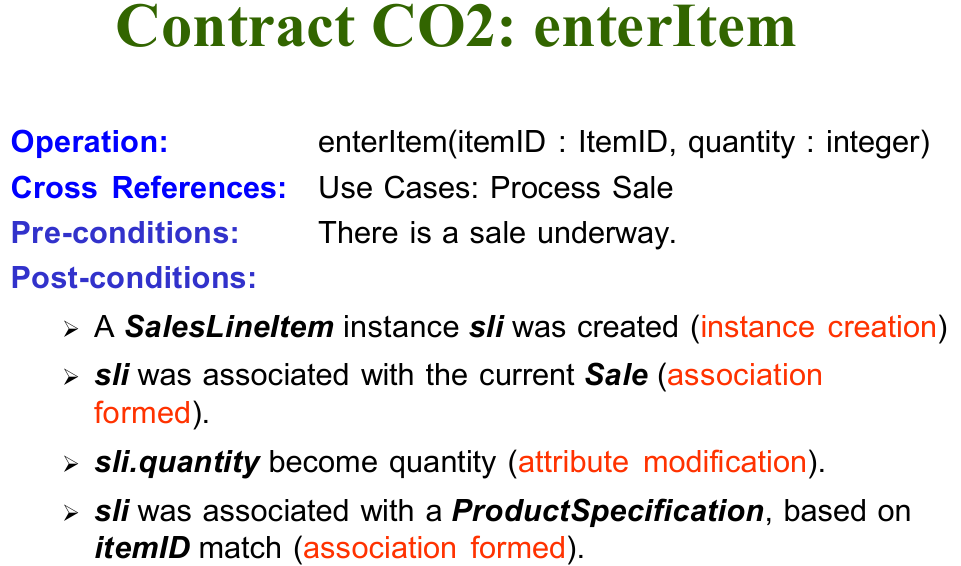 Contract CO2: enterItem
Operation: enterItem(itemID : ItemID, quantity : integer)
Cross References: Use Cases: Process Sale
Pre-conditions: There is a sale underway.
Post-conditions:
➢ A SalesLineItem instance sli was created (instance creation)
➢ sli was associated with the current Sale (association
formed).
➢ sli.quantity become quantity (attribute modification).
➢ sli was associated with a ProductSpecification, based on
itemID match (association formed).